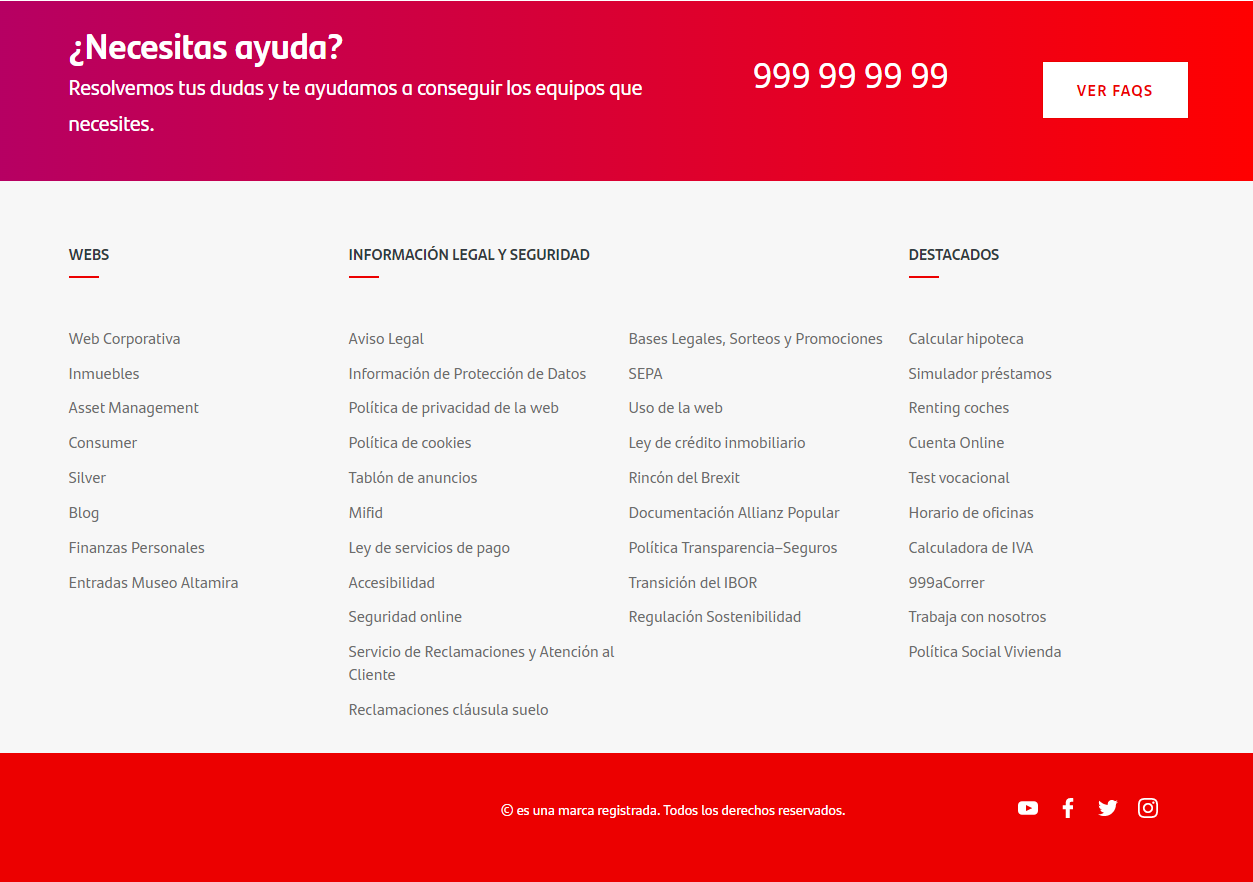 ¿Necesitas ayuda?
Resolvemos tus dudas y te ayudamos a conseguir los equipos que
necesites.
999 99 99 99
VER FAQS
WEBS
Web Corporativa
Inmuebles
Asset Management
Consumer
Silver
Blog
Finanzas Personales
Entradas Museo Altamira
INFORMACIÓN LEGAL Y SEGURIDAD
Aviso Legal
Información de Protección de Datos
Política de privacidad de la web
Política de cookies
Tablón de anuncios
Mifid
Ley de servicios de pago
Accesibilidad
Seguridad online
Servicio de Reclamaciones y Atención al
Cliente
Reclamaciones cláusula suelo
Bases Legales, Sorteos y Promociones
SEPA
Uso de la web
Ley de crédito inmobiliario
Rincón del Brexit
Documentación Allianz Popular
Política Transparencia–Seguros
Transición del IBOR
Regulación Sostenibilidad
DESTACADOS
Calcular hipoteca
Simulador préstamos
Renting coches
Cuenta Online
Test vocacional
Horario de oficinas
Calculadora de IVA
999aCorrer
Trabaja con nosotros
Política Social Vivienda
© es una marca registrada. Todos los derechos reservados.